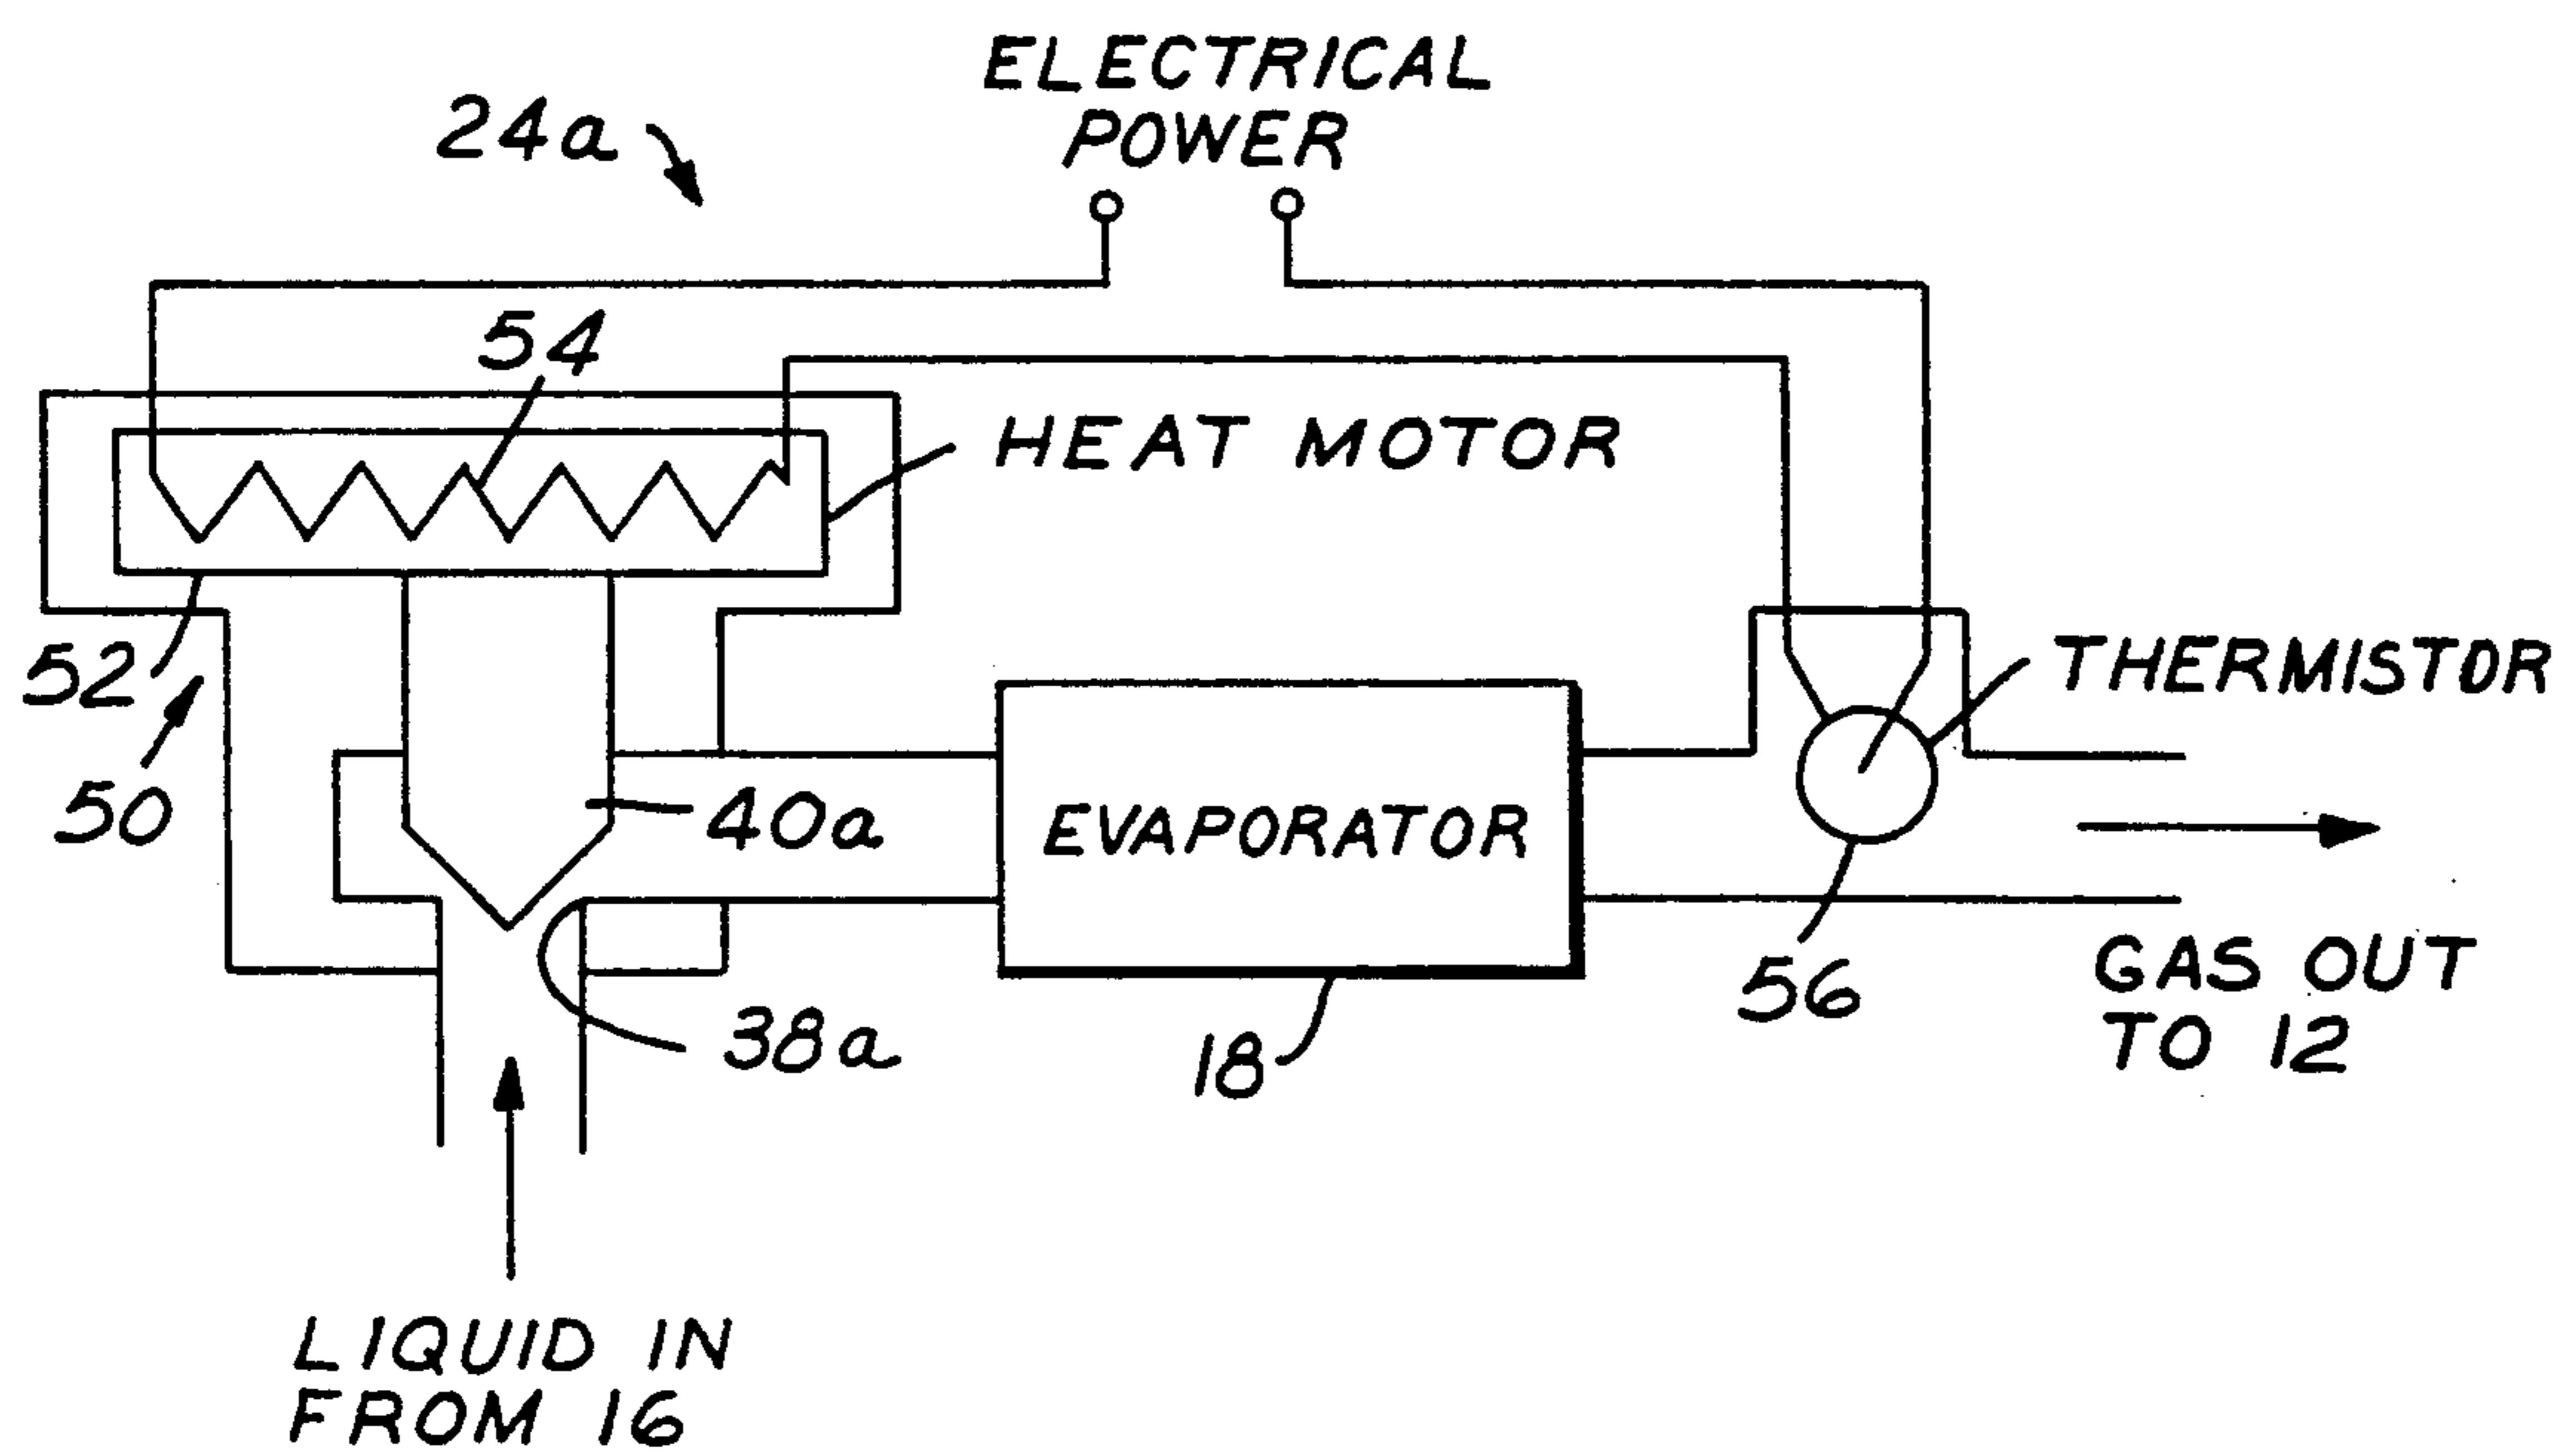 ELECTRICAL
POWER
24a
54
HEAT MOTOR
52
THERMISTOR
50
40a
EVAPORATOR
56
GAS OUT
TO 12
38a
18
LIQUID IN
FROM 16